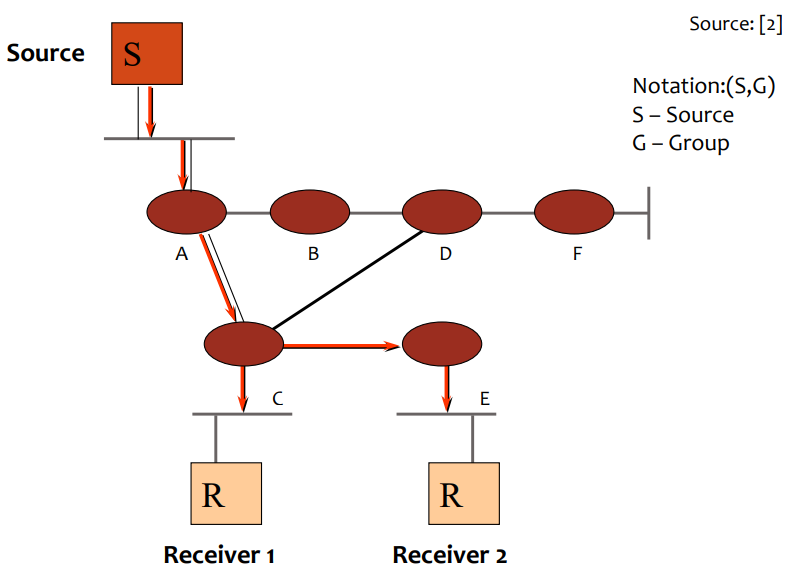 Source: [2]
Source
S
Notation:(S,G)
S – Source
G – Group
A
B
D
F
C
E
R
R
Receiver 1
Receiver 2